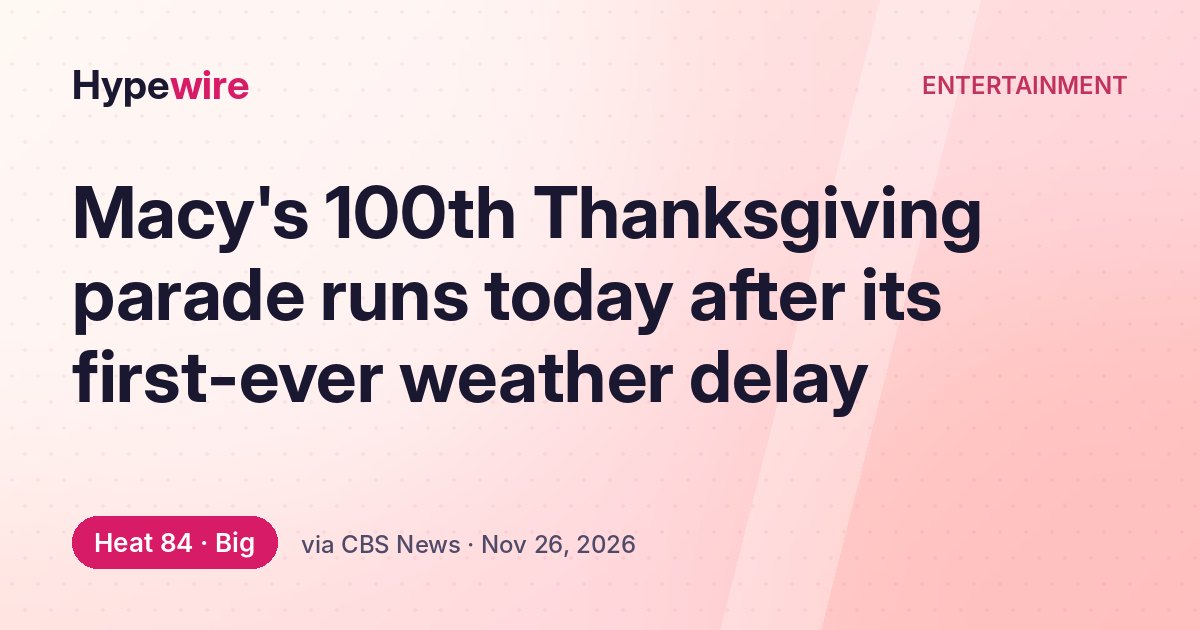 Hypewire
ENTERTAINMENT
Macy's 100th Thanksgiving
parade runs today after its
first-ever weather delay
Heat 84 · Big
via CBS News · Nov 26, 2026